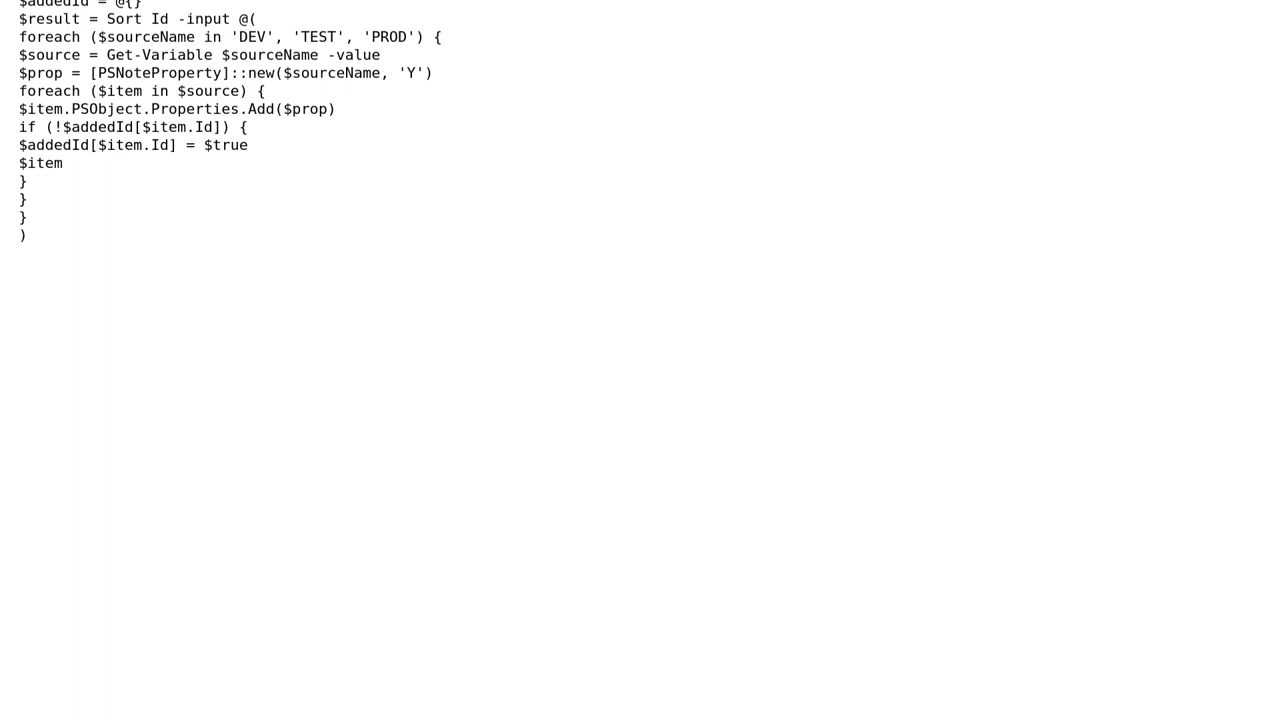 $addedId = @{}
$result = Sort Id -input @(
foreach ($sourceName in 'DEV', 'TEST', 'PROD') {
$source = Get-Variable $sourceName -value
$prop = [PSNoteProperty]::new($sourceName, 'Y')
foreach ($item in $source) {
$item.PSObject.Properties.Add($prop)
if (!$addedId[$item.Id]) {
$addedId[$item.Id] = $true
$item
}
}
}
)